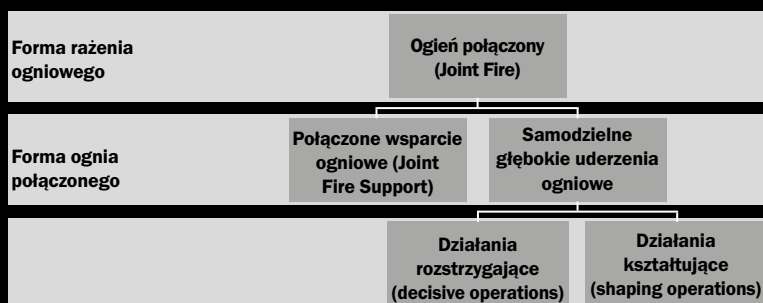 Forma rażenia
ogniowego
Ogień połączony
(Joint Fire)
Forma ognia
połączonego
Połączone wsparcie
ogniowe (Joint
Fire Support)
Samodzielne
głębokie uderzenia
ogniowe
Działania
rozstrzygające
(decisive operations)
Działania
kształtujące
(shaping operations)